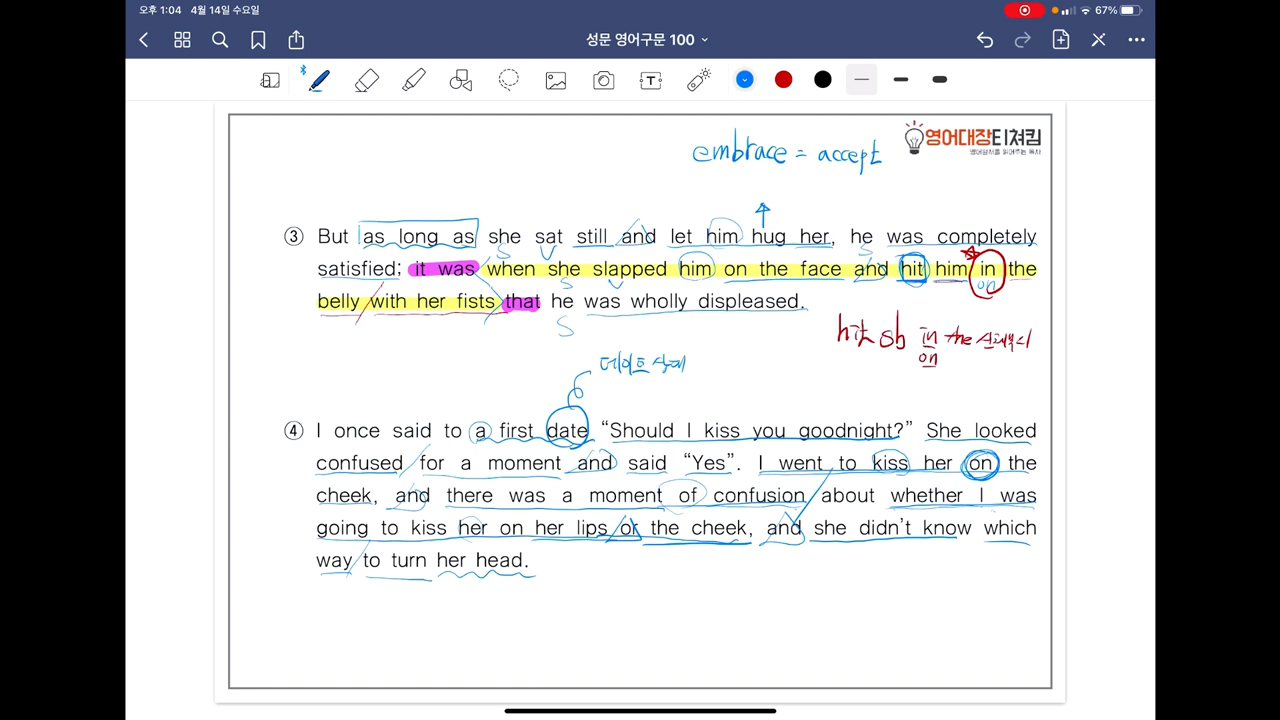 오후 1:04 4월 14일 수요일
67%
성문 영어구문 100
T
영어대장티쳐킴
embrace = accept
③ But as long as she sat still and let him hug her, he was completely
S V S
satisfied; it was when she slapped him on the face and hit him in the
on
belly with her fists that he was wholly displeased.
S V
S
hit sb in the 신체부위
on
데이트 상대
④ I once said to a first date “Should I kiss you goodnight?” She looked
confused for a moment and said “Yes”. I went to kiss her on the
cheek, and there was a moment of confusion about whether I was
going to kiss her on her lips or the cheek, and she didn’t know which
way to turn her head.